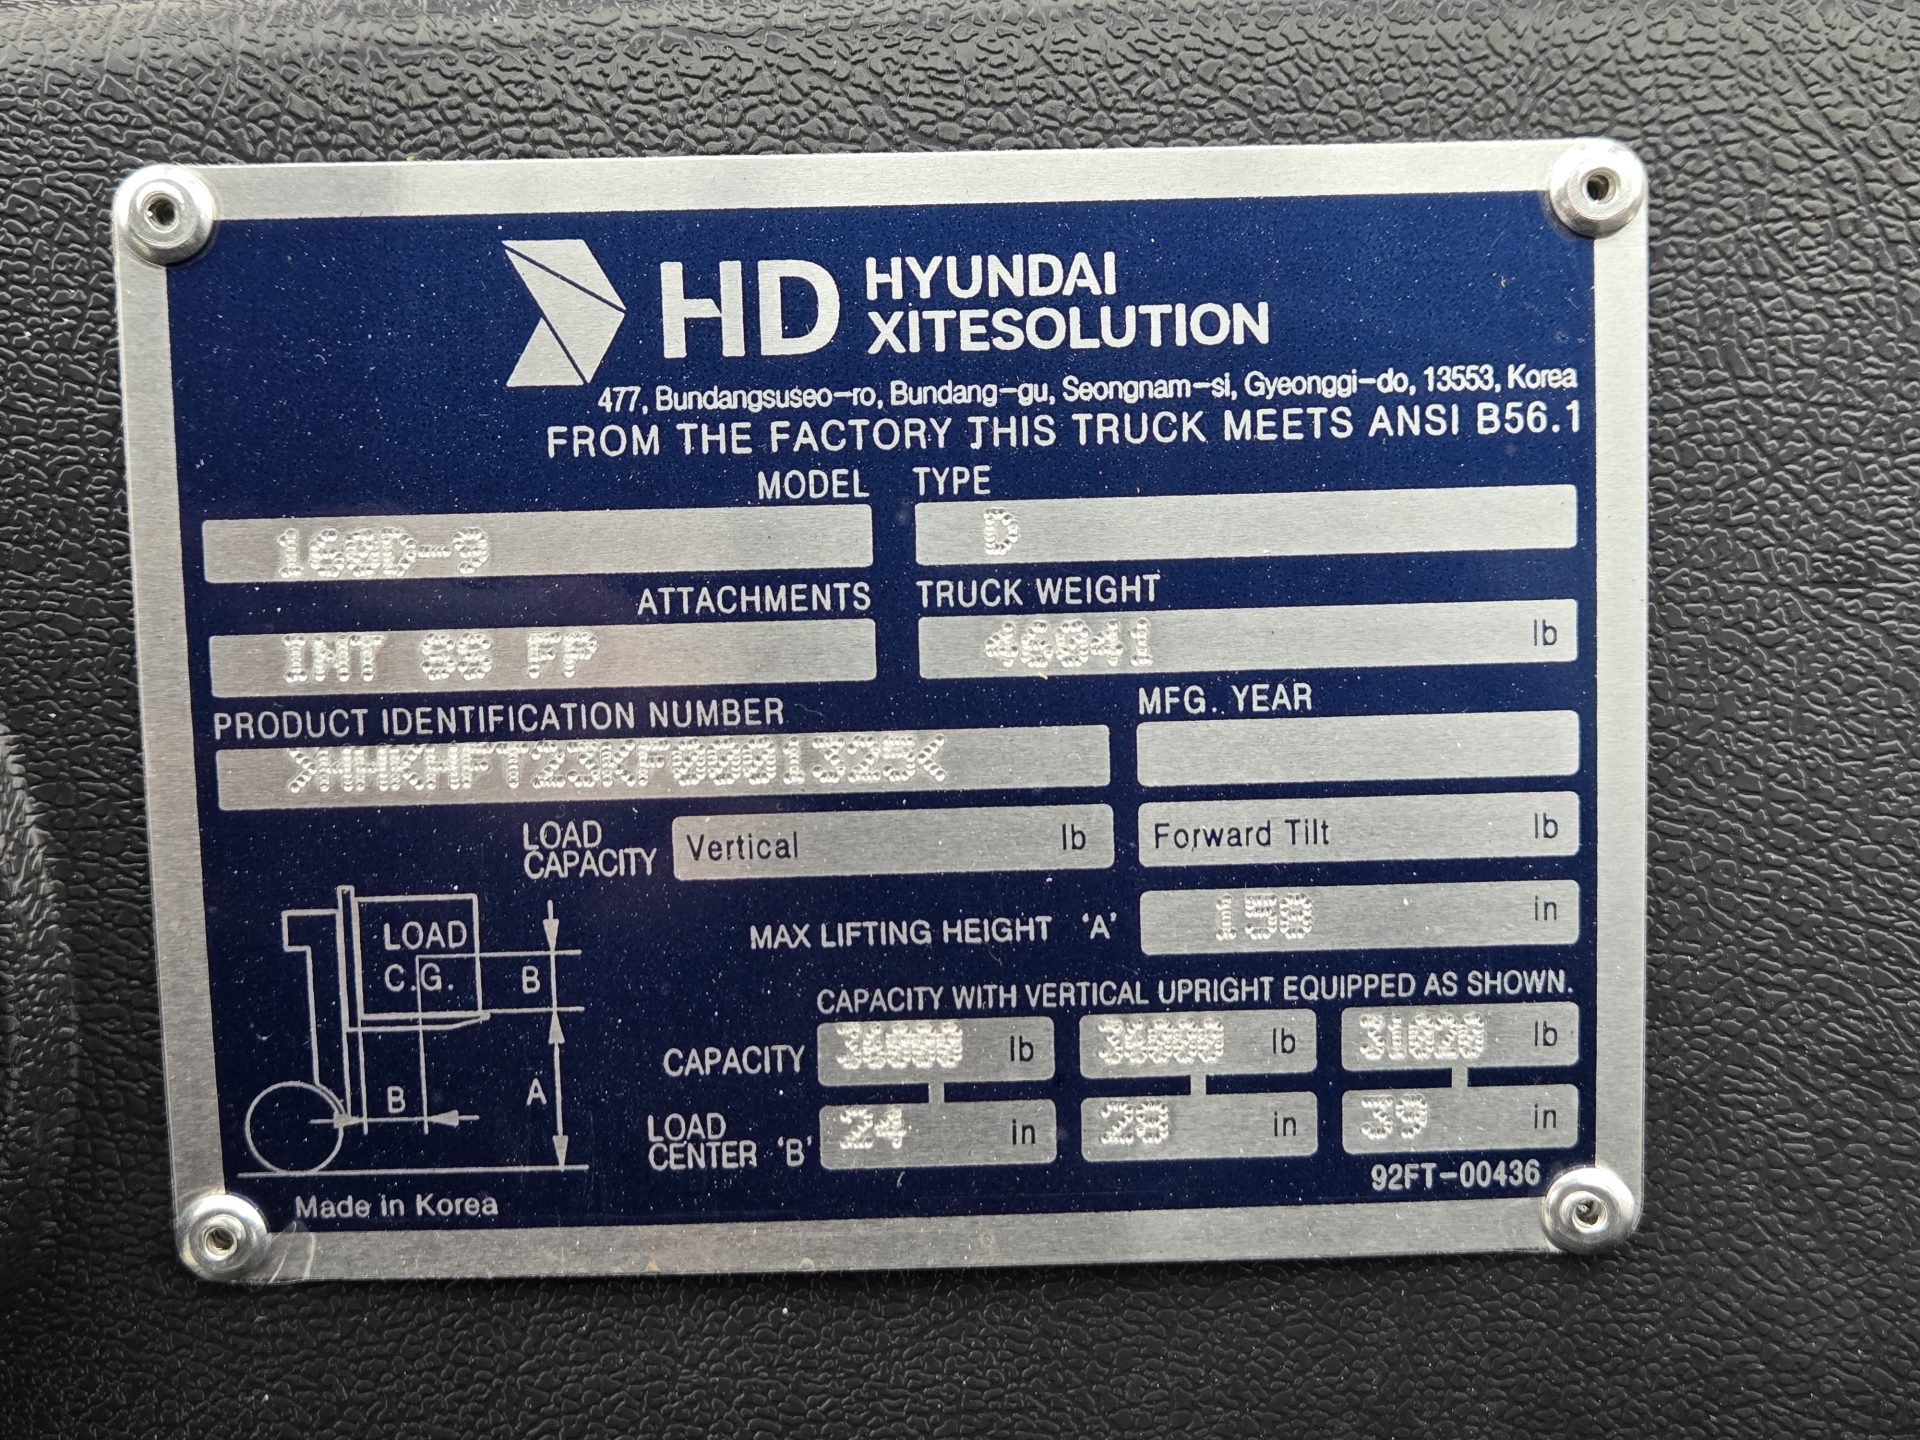 HD HYUNDAI
XITESOLUTION
477, Bundangsuseo-ro, Bundang-gu, Seongnam-si, Gyeonggi-do, 13553, Korea
FROM THE FACTORY THIS TRUCK MEETS ANSI B56.1
MODEL TYPE
160D-9 D
ATTACHMENTS TRUCK WEIGHT
INT SS FP 46041 lb
PRODUCT IDENTIFICATION NUMBER MFG. YEAR
LOAD CAPACITY Vertical lb Forward Tilt lb
MAX LIFTING HEIGHT 'A' 150 in
CAPACITY WITH VERTICAL UPRIGHT EQUIPPED AS SHOWN.
CAPACITY 36000 lb lb 31020 lb
LOAD CENTER 'B' 24 in 28 in 39 in
92FT-00436
LOAD
C.G.
B
B
A
Made in Korea